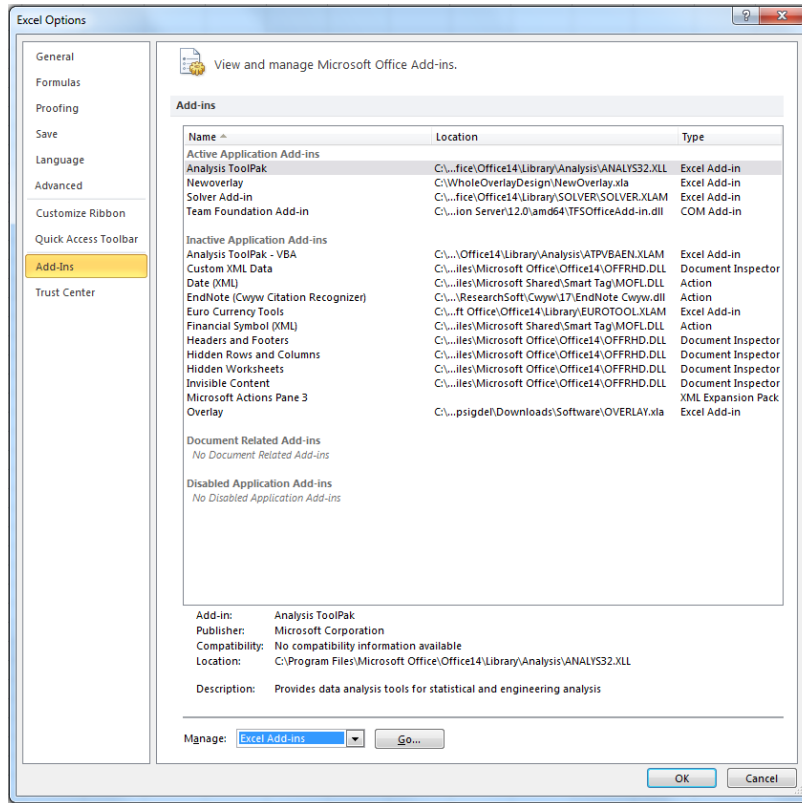 Excel Options
General
Formulas
Proofing
Save
Language
Advanced
Customize Ribbon
Quick Access Toolbar
Add-Ins
Trust Center
View and manage Microsoft Office Add-ins.
Add-ins
Name Location Type
Active Application Add-ins
Analysis ToolPak C:\...fice\Office14\Library\Analysis\ANALYS32.XLL Excel Add-in
Newoverlay C:\WholeOverlayDesign\NewOverlay.xla Excel Add-in
Solver Add-in C:\...ice\Office14\Library\SOLVER\SOLVER.XLAM Excel Add-in
Team Foundation Add-in C:\...ion Server\12.0\amd64\TFSOfficeAdd-in.dll COM Add-in
Inactive Application Add-ins
Analysis ToolPak - VBA C:\...\Office14\Library\Analysis\ATPVBAEN.XLAM Excel Add-in
Custom XML Data C:\...iles\Microsoft Office\Office14\OFFRHD.DLL Document Inspector
Date (XML) C:\...iles\Microsoft Shared\Smart Tag\MOFL.DLL Action
EndNote (Cwyw Citation Recognizer) C:\...\ResearchSoft\Cwyw\17\EndNote Cwyw.dll Action
Euro Currency Tools C:\...ft Office\Office14\Library\EUROTOOL.XLAM Excel Add-in
Financial Symbol (XML) C:\...iles\Microsoft Shared\Smart Tag\MOFL.DLL Action
Headers and Footers C:\...iles\Microsoft Office\Office14\OFFRHD.DLL Document Inspector
Hidden Rows and Columns C:\...iles\Microsoft Office\Office14\OFFRHD.DLL Document Inspector
Hidden Worksheets C:\...iles\Microsoft Office\Office14\OFFRHD.DLL Document Inspector
Invisible Content C:\...iles\Microsoft Office\Office14\OFFRHD.DLL Document Inspector
Microsoft Actions Pane 3 XML Expansion Pack
Overlay C:\...psigdel\Downloads\Software\OVERLAY.xla Excel Add-in
Document Related Add-ins
No Document Related Add-ins
Disabled Application Add-ins
No Disabled Application Add-ins
Add-in: Analysis ToolPak
Publisher: Microsoft Corporation
Compatibility: No compatibility information available
Location: C:\Program Files\Microsoft Office\Office14\Library\Analysis\ANALYS32.XLL
Description: Provides data analysis tools for statistical and engineering analysis
Manage: Excel Add-ins Go...
OK Cancel